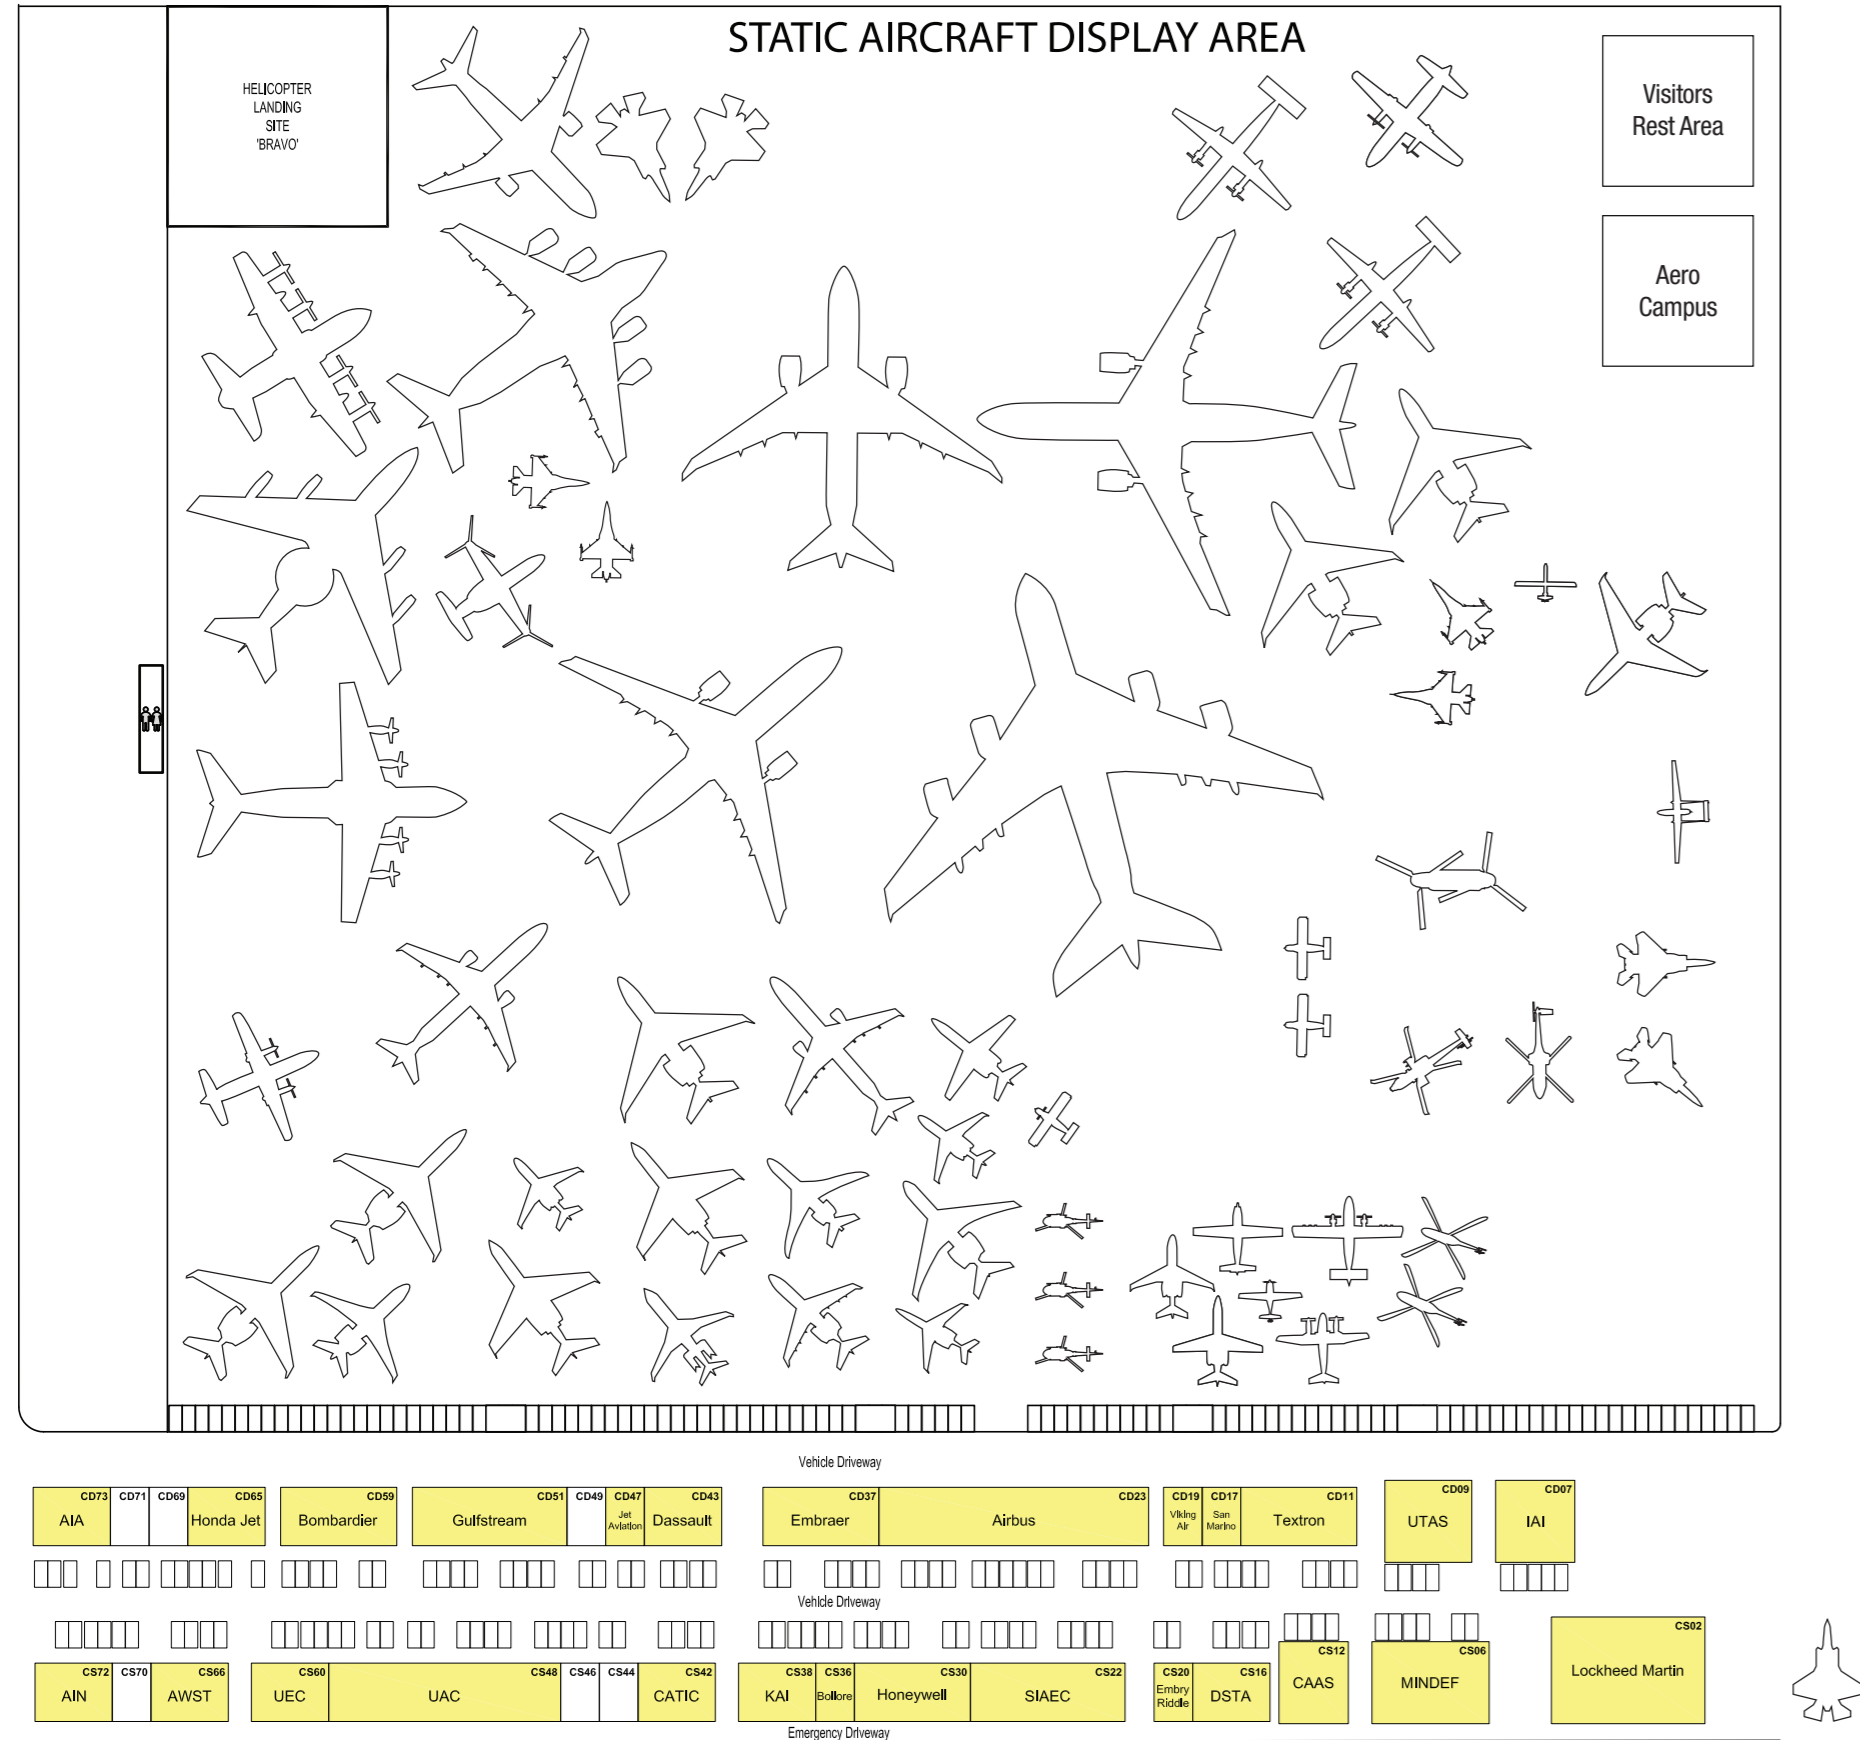 STATIC AIRCRAFT DISPLAY AREA
HELICOPTER
LANDING
SITE
'BRAVO'
Visitors
Rest Area
Aero
Campus
Vehicle Driveway
CD73
AIA
CD71
CD69
CD65
Honda Jet
CD59
Bombardier
CD51
Gulfstream
CD49
CD47
Jet
Aviation
CD43
Dassault
CD37
Embraer
CD23
Airbus
CD19
Viking
Air
CD17
San
Marino
CD11
Textron
CD09
UTAS
CD07
IAI
Vehicle Driveway
CS72
AIN
CS70
CS66
AWST
CS60
UEC
CS48
UAC
CS46
CS44
CS42
CATIC
CS38
KAI
CS36
Bollore
CS30
Honeywell
CS22
SIAEC
CS20
Embry
Riddle
CS16
DSTA
CS12
CAAS
CS06
MINDEF
CS02
Lockheed Martin
Emergency Driveway